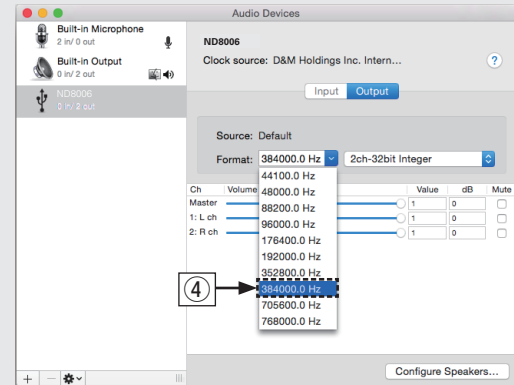 Audio Devices
Built-in Microphone
2 in/ 0 out
Built-in Output
0 in/ 2 out
ND8006
0 in/ 2 out
ND8006
Clock source: D&M Holdings Inc. Intern...
?
Input Output
Source: Default
Format: 384000.0 Hz 2ch-32bit Integer
44100.0 Hz
48000.0 Hz
88200.0 Hz
96000.0 Hz
176400.0 Hz
192000.0 Hz
352800.0 Hz
384000.0 Hz
705600.0 Hz
768000.0 Hz
Ch Volume Value dB Mute
Master 1 0
1: L ch 1 0
2: R ch 1 0
4
Configure Speakers...